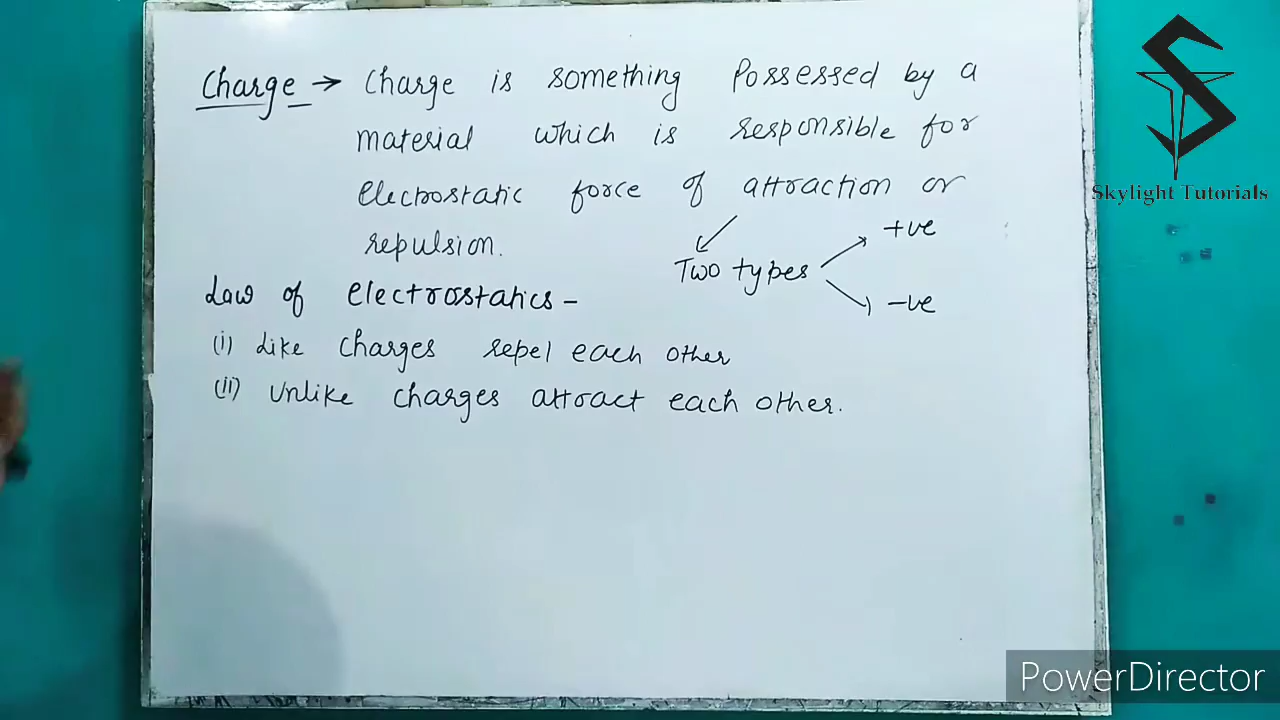 Charge → Charge is something Possessed by a
material which is responsible for
electrostatic force of attraction or
repulsion.
Two types
+ve
-ve
Law of electrostatics -
(i) Like charges repel each other
(ii) Unlike charges attract each other.
Skylight Tutorials
PowerDirector